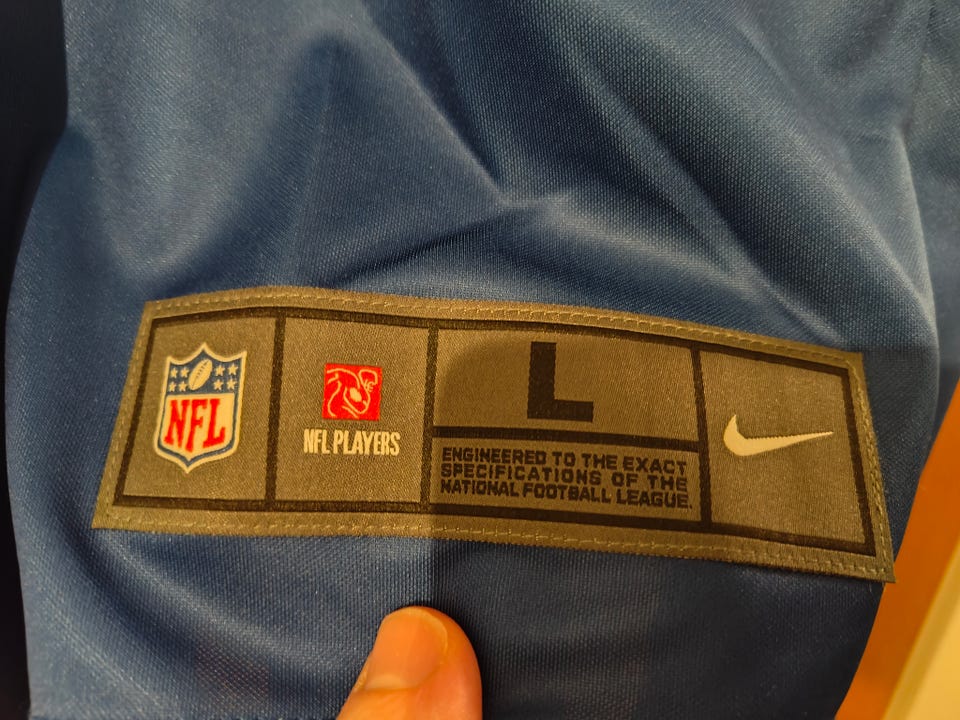 NFL
NFL PLAYERS
L
ENGINEERED TO THE EXACT
SPECIFICATIONS OF THE
NATIONAL FOOTBALL LEAGUE.